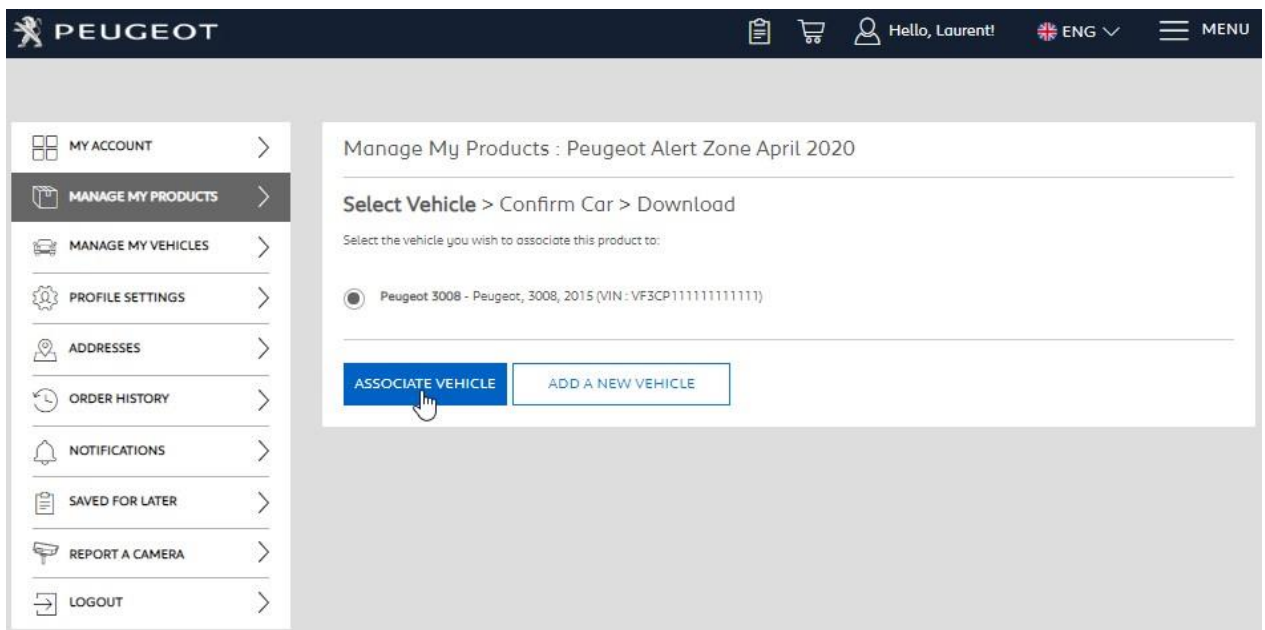 PEUGEOT
Hello, Laurent!
ENG
MENU
MY ACCOUNT
MANAGE MY PRODUCTS
MANAGE MY VEHICLES
PROFILE SETTINGS
ADDRESSES
ORDER HISTORY
NOTIFICATIONS
SAVED FOR LATER
REPORT A CAMERA
LOGOUT
Manage My Products : Peugeot Alert Zone April 2020
Select Vehicle > Confirm Car > Download
Select the vehicle you wish to associate this product to:
Peugeot 3008 - Peugeot, 3008, 2015 (VIN : VF3CP111111111111)
ASSOCIATE VEHICLE
ADD A NEW VEHICLE